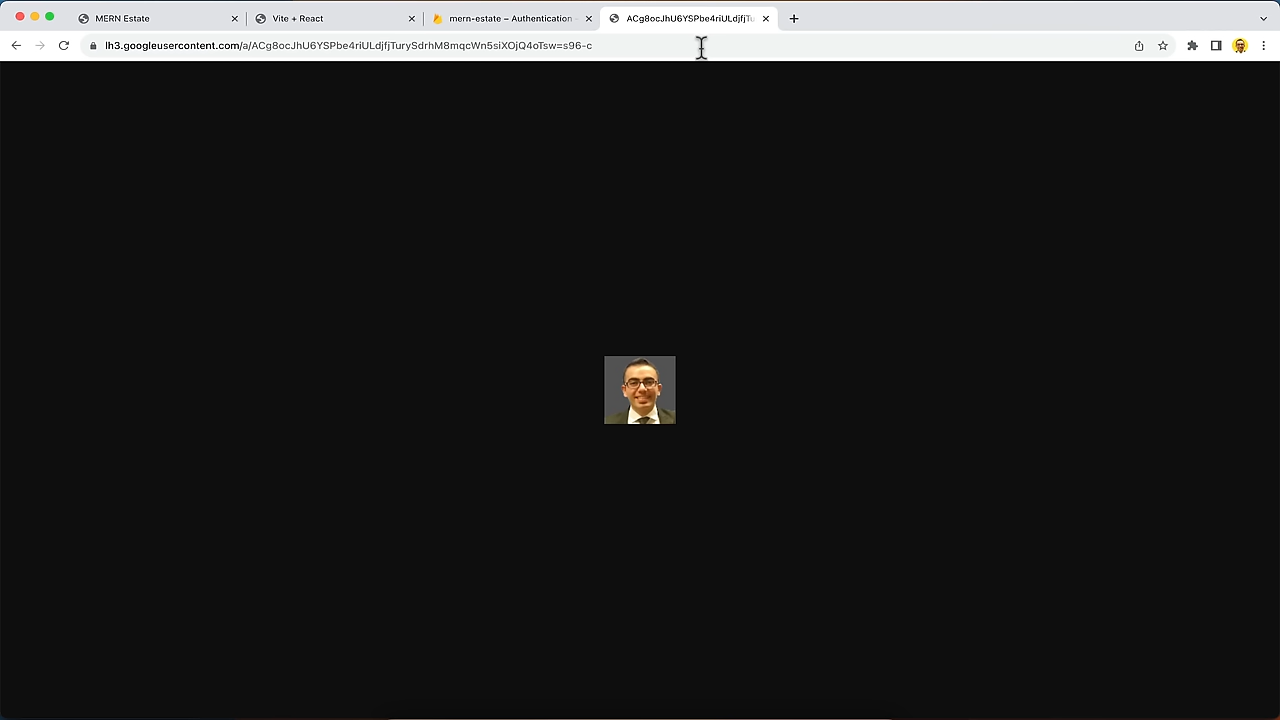 MERN Estate
Vite + React
mern-estate – Authentication
ACg8ocJhU6YSPbe4riULdjfjTu
lh3.googleusercontent.com/a/ACg8ocJhU6YSPbe4riULdjfjTurySdrhM8mqcWn5siXOjQ4oTsw=s96-c